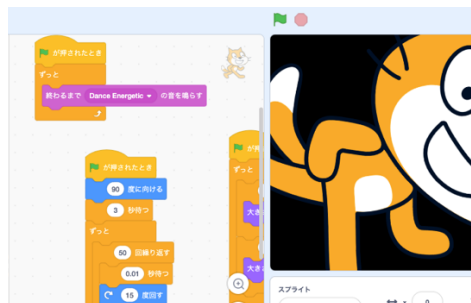 が押されたとき
ずっと
終わるまで Dance Energetic の音を鳴らす
が押されたとき
90 度に向ける
3 秒待つ
ずっと
50 回繰り返す
0.01 秒待つ
15 度回す
が押
ずっと
大き
大き
スプライト
0